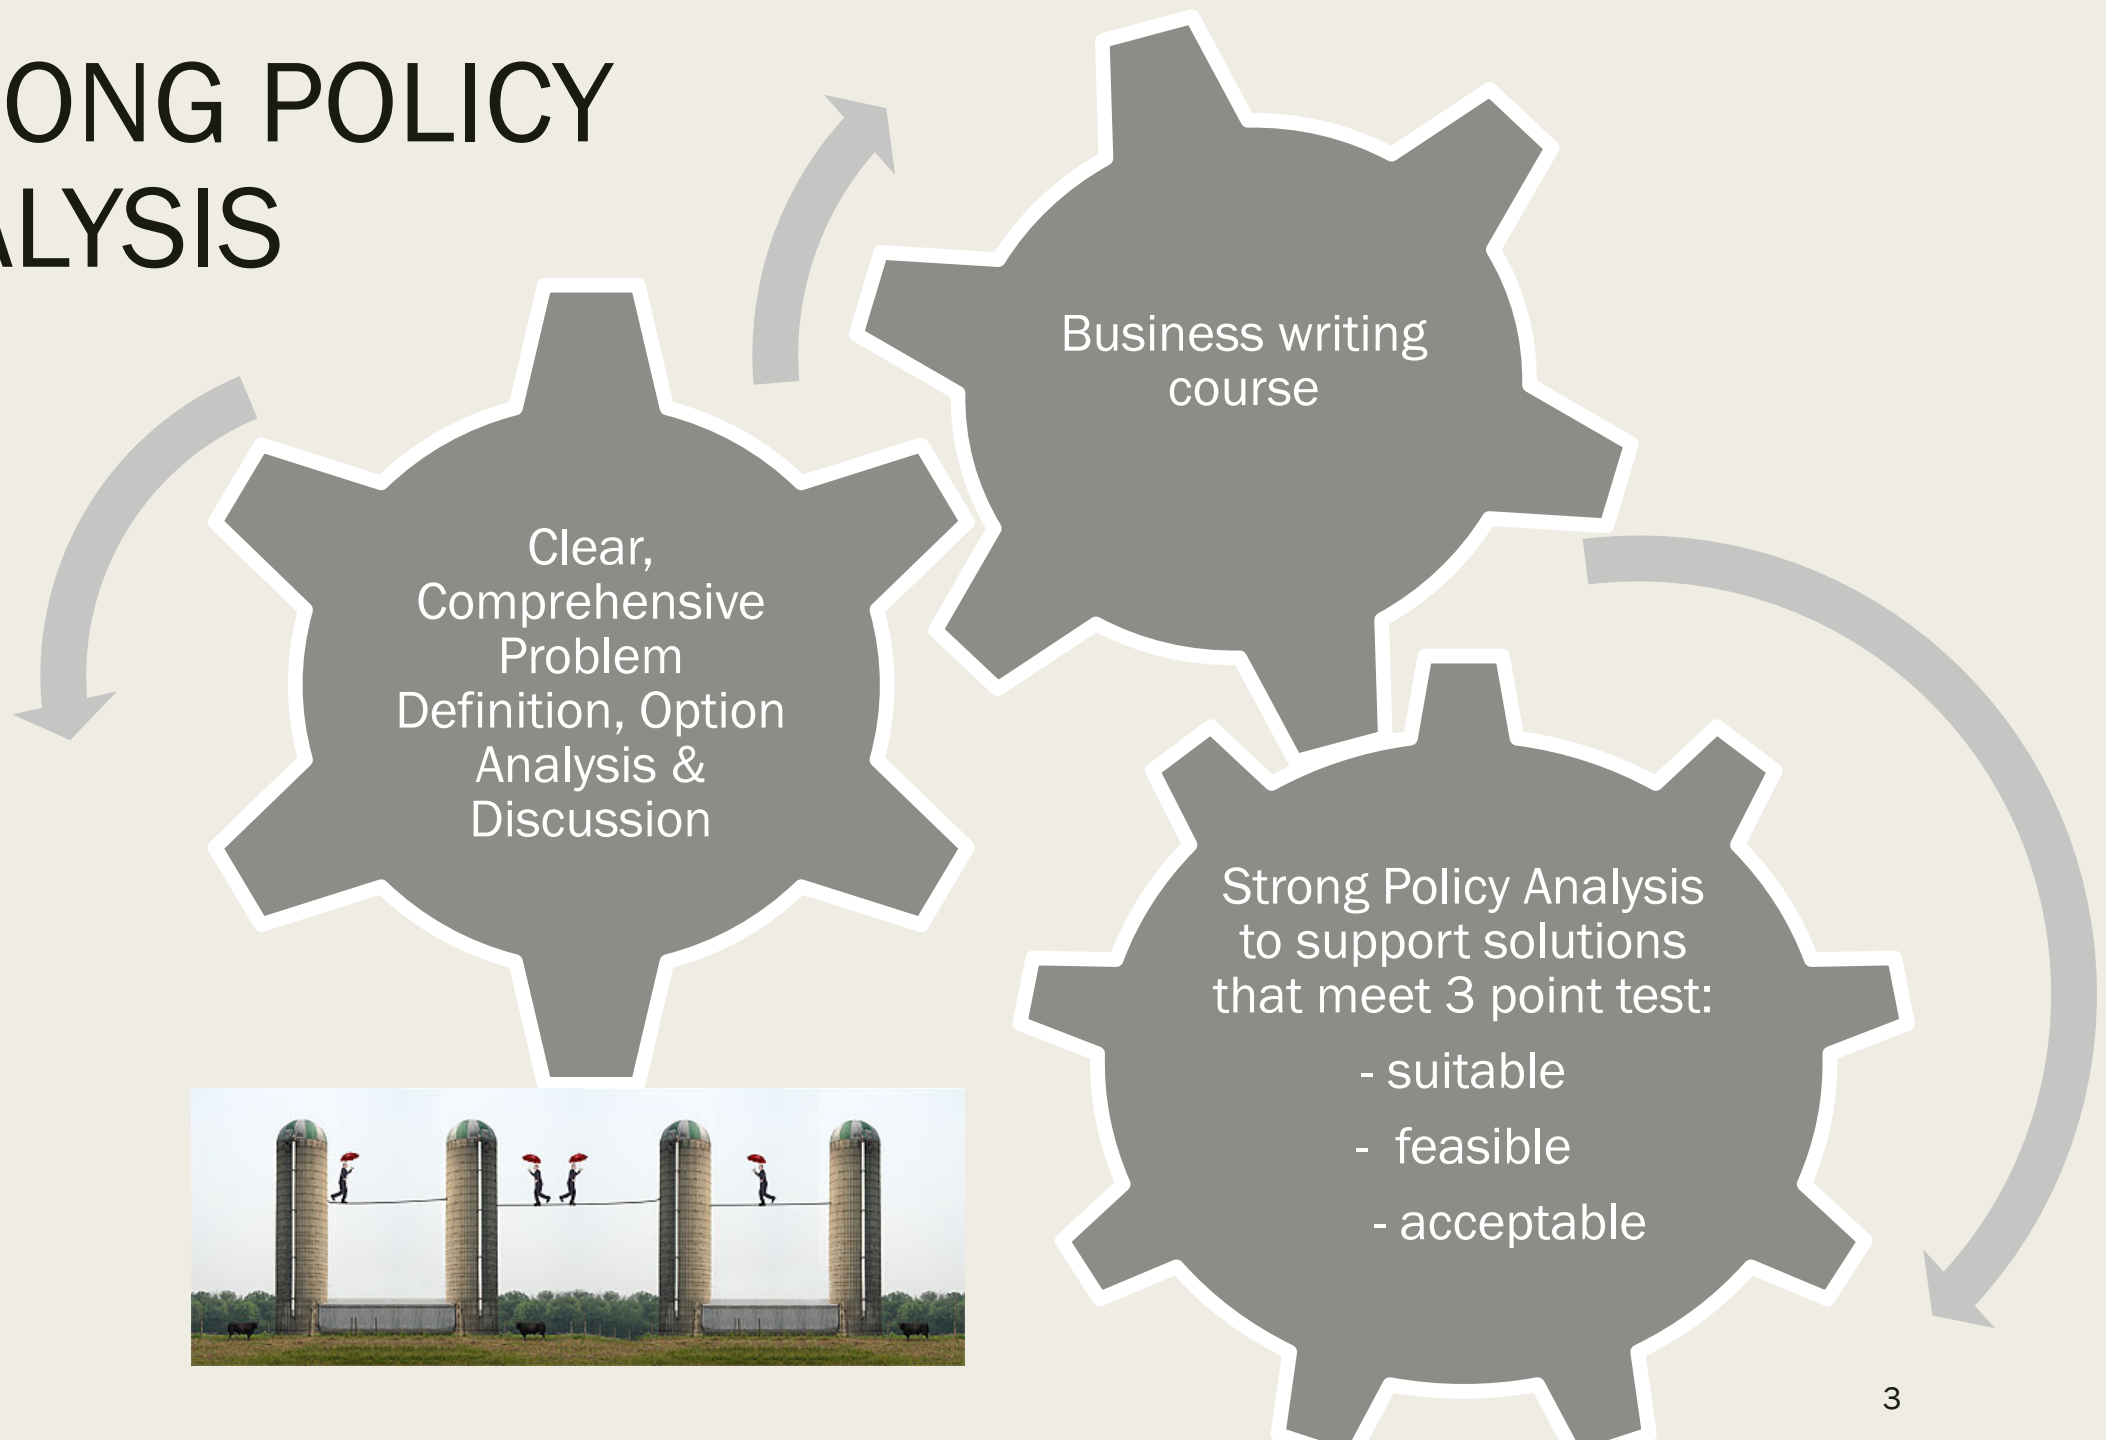 ONG POLICY
ALYSIS
Business writing
course
Clear,
Comprehensive
Problem
Definition, Option
Analysis &
Discussion
Strong Policy Analysis
to support solutions
that meet 3 point test:
- suitable
- feasible
- acceptable
3